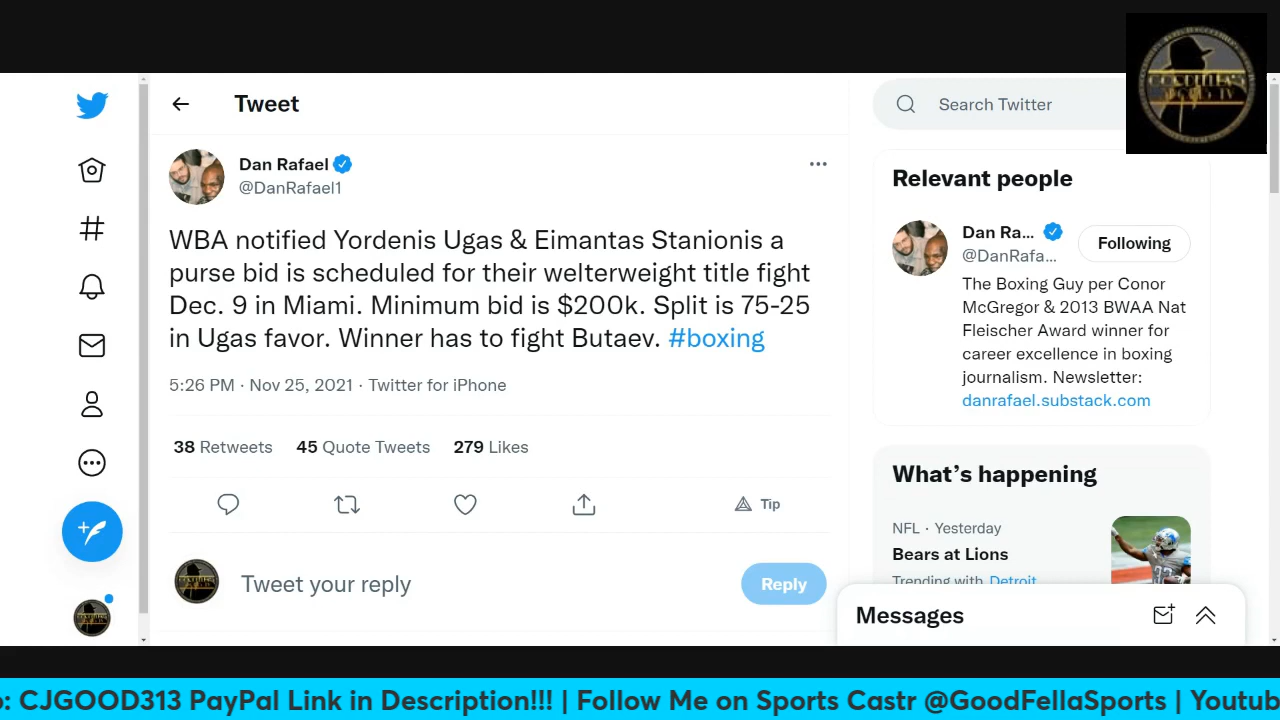 Tweet
Search Twitter
Dan Rafael
@DanRafael1
WBA notified Yordenis Ugas & Eimantas Stanionis a
purse bid is scheduled for their welterweight title fight
Dec. 9 in Miami. Minimum bid is $200k. Split is 75-25
in Ugas favor. Winner has to fight Butaev. #boxing
5:26 PM · Nov 25, 2021 · Twitter for iPhone
38 Retweets 45 Quote Tweets 279 Likes
Tip
Tweet your reply
Reply
Relevant people
Dan Ra...
@DanRafa...
Following
The Boxing Guy per Conor
McGregor & 2013 BWAA Nat
Fleischer Award winner for
career excellence in boxing
journalism. Newsletter:
danrafael.substack.com
What's happening
NFL · Yesterday
Bears at Lions
Trending with Detroit
Messages
: CJGOOD313 PayPal Link in Description!!! | Follow Me on Sports Castr @GoodFellaSports | Youtub